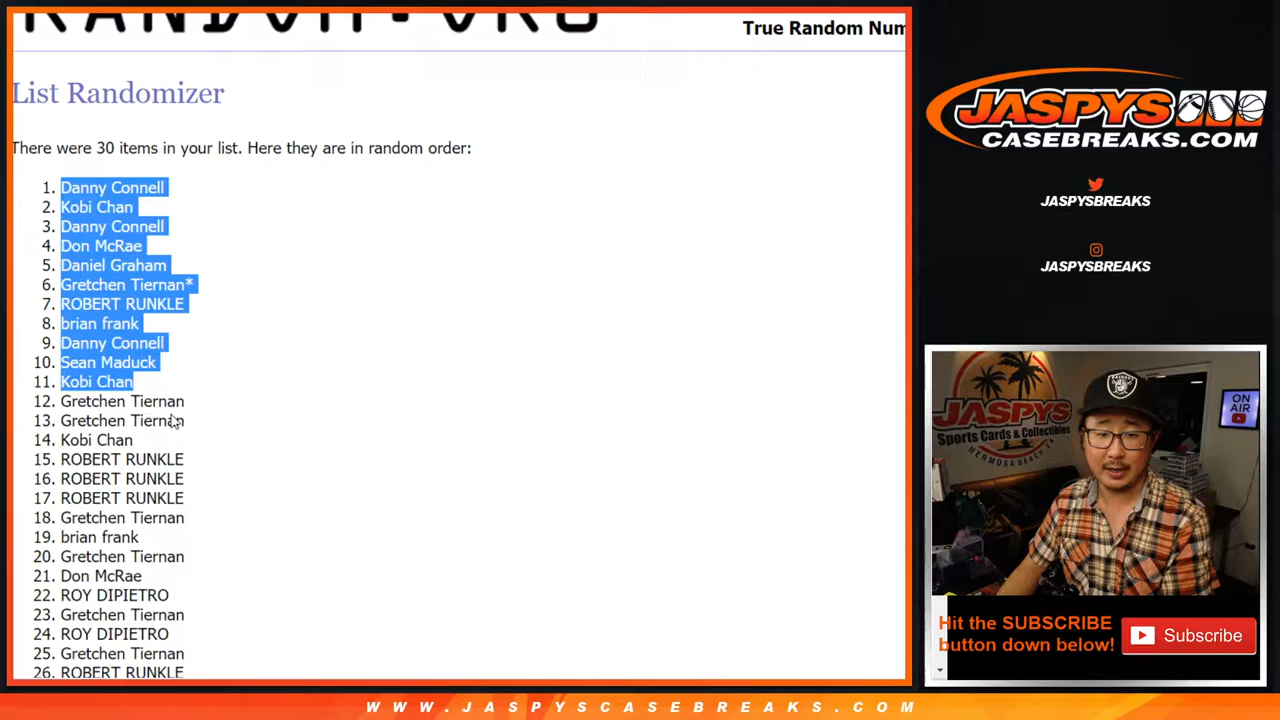 RANDOM.ORG
True Random Num
List Randomizer
There were 30 items in your list. Here they are in random order:
1. Danny Connell
2. Kobi Chan
3. Danny Connell
4. Don McRae
5. Daniel Graham
6. Gretchen Tiernan*
7. ROBERT RUNKLE
8. brian frank
9. Danny Connell
10. Sean Maduck
11. Kobi Chan
12. Gretchen Tiernan
13. Gretchen Tiernan
14. Kobi Chan
15. ROBERT RUNKLE
16. ROBERT RUNKLE
17. ROBERT RUNKLE
18. Gretchen Tiernan
19. brian frank
20. Gretchen Tiernan
21. Don McRae
22. ROY DIPIETRO
23. Gretchen Tiernan
24. ROY DIPIETRO
25. Gretchen Tiernan
26. ROBERT RUNKLE
JASPYS
CASEBREAKS.COM
JASPYSBREAKS
JASPYSBREAKS
JASPYS
Sports Cards & Collectibles
HERMOSA BEACH CA
RAIDERS
ON
AIR
Hit the SUBSCRIBE
button down below!
Subscribe
WWW.JASPYSCASEBREAKS.COM